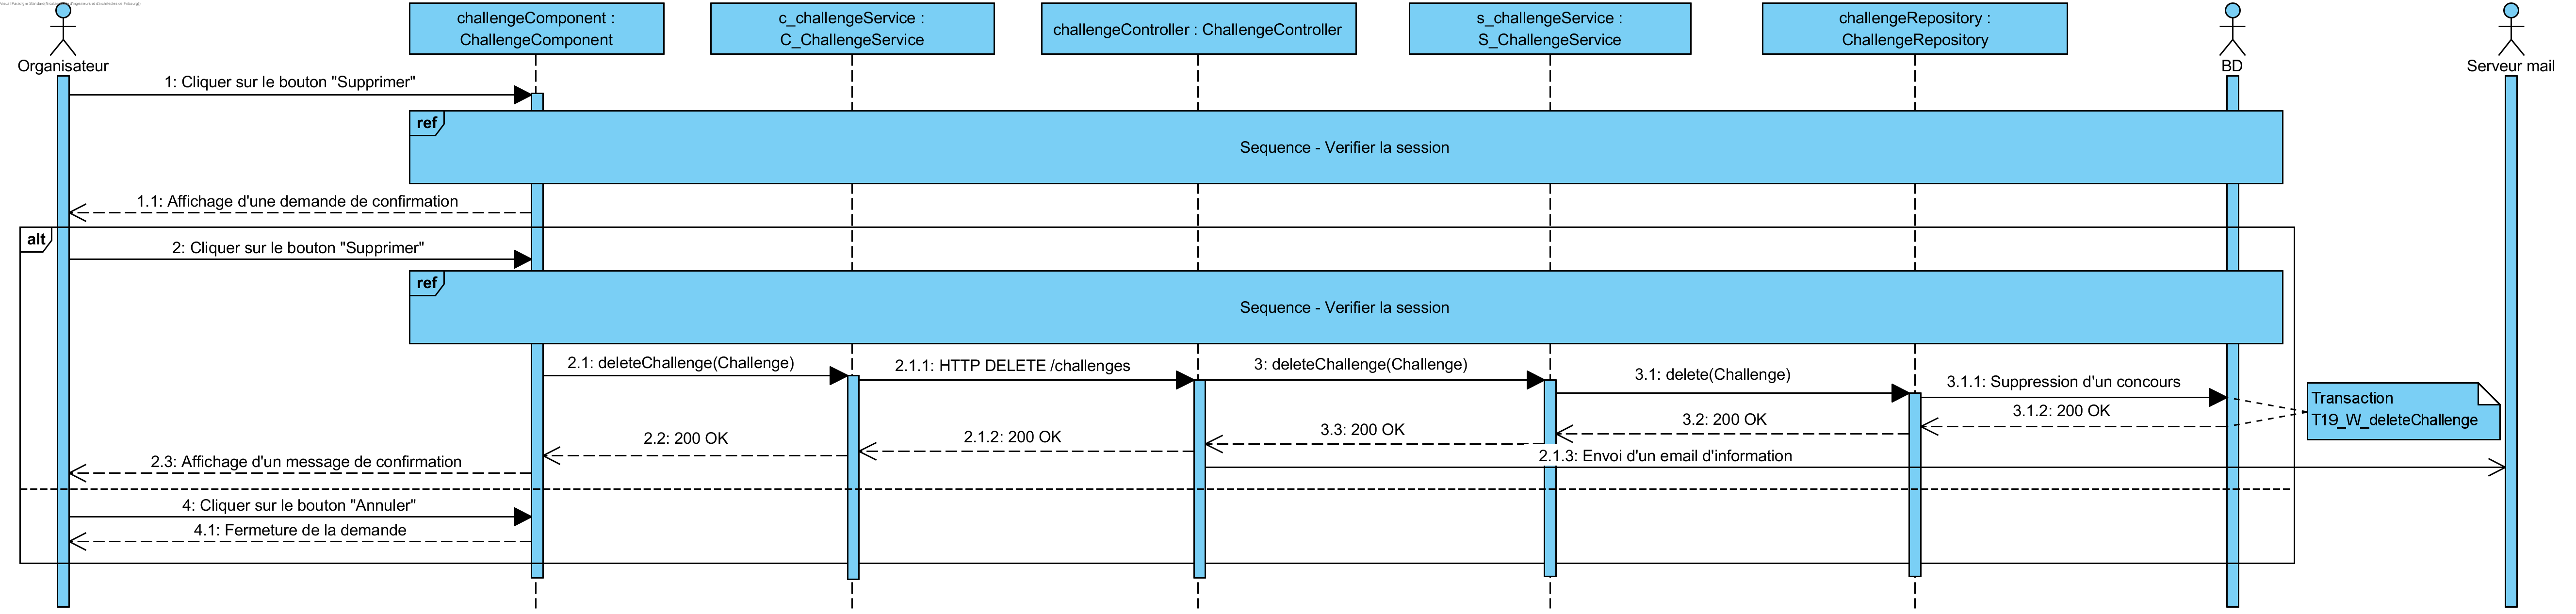 challengeComponent :
ChallengeComponent
c_challengeService :
C_ChallengeService
challengeController : ChallengeController
s_challengeService :
S_ChallengeService
challengeRepository :
ChallengeRepository
Organisateur
BD
Serveur mail
1: Cliquer sur le bouton "Supprimer"
ref
Sequence - Verifier la session
1.1: Affichage d'une demande de confirmation
alt
2: Cliquer sur le bouton "Supprimer"
ref
Sequence - Verifier la session
2.1: deleteChallenge(Challenge)
2.1.1: HTTP DELETE /challenges
3: deleteChallenge(Challenge)
3.1: delete(Challenge)
3.1.1: Suppression d'un concours
Transaction
T19_W_deleteChallenge
3.1.2: 200 OK
3.2: 200 OK
3.3: 200 OK
2.1.2: 200 OK
2.2: 200 OK
2.3: Affichage d'un message de confirmation
2.1.3: Envoi d'un email d'information
4: Cliquer sur le bouton "Annuler"
4.1: Fermeture de la demande